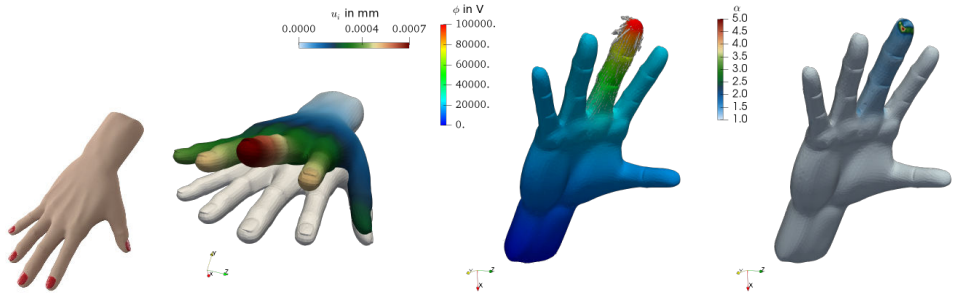 u_i in mm
0.0000 0.0004 0.0007
ϕ in V
100000.
80000.
60000.
40000.
20000.
0.
α
5.0
4.5
4.0
3.5
3.0
2.5
2.0
1.5
1.0
Y
X Z
Y Z
X
Y Z
X